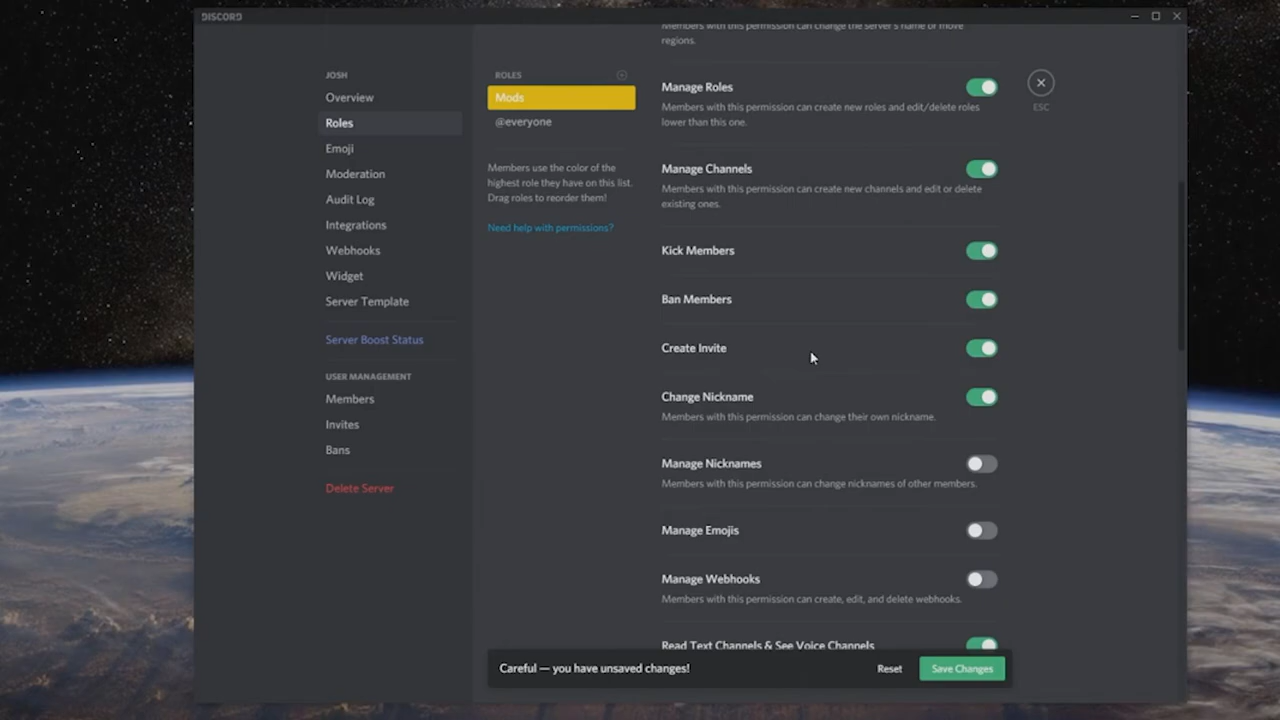 DISCORD
JOSH
Overview
Roles
Emoji
Moderation
Audit Log
Integrations
Webhooks
Widget
Server Template
Server Boost Status
USER MANAGEMENT
Members
Invites
Bans
Delete Server
ROLES
Mods
@everyone
Members use the color of the
highest role they have on this list.
Drag roles to reorder them!
Need help with permissions?
Members with this permission can change the server's name or move
regions.
Manage Roles
Members with this permission can create new roles and edit/delete roles
lower than this one.
Manage Channels
Members with this permission can create new channels and edit or delete
existing ones.
Kick Members
Ban Members
Create Invite
Change Nickname
Members with this permission can change their own nickname.
Manage Nicknames
Members with this permission can change nicknames of other members.
Manage Emojis
Manage Webhooks
Members with this permission can create, edit, and delete webhooks.
Read Text Channels & See Voice Channels
ESC
Careful — you have unsaved changes!
Reset
Save Changes